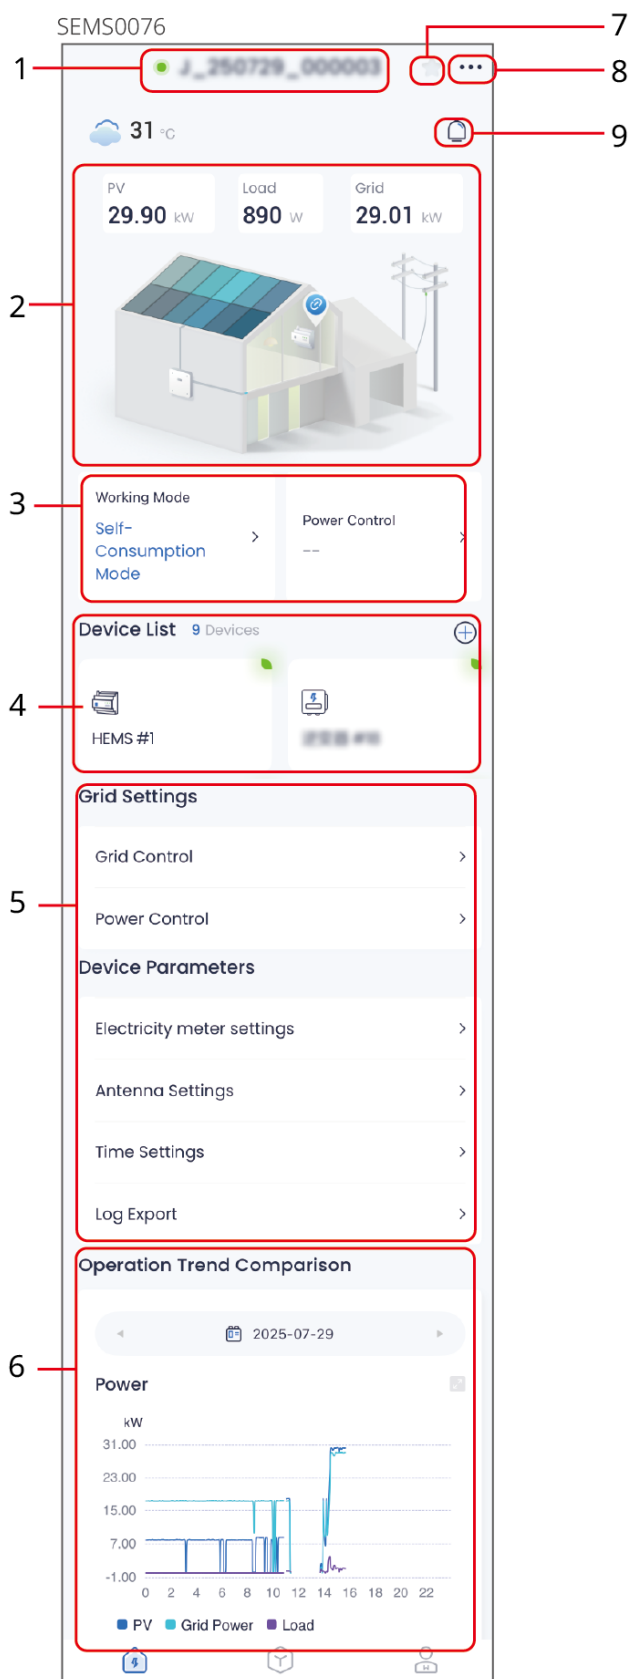 SEMS0076
7
1
J_250729_000003
8
31 °C
9
PV Load Grid
29.90 kW 890 W 29.01 kW
2
3
Working Mode
Self-
Consumption
Mode
Power Control
--
Device List 9 Devices
4
HEMS #1
Grid Settings
Grid Control
5
Power Control
Device Parameters
Electricity meter settings
Antenna Settings
Time Settings
Log Export
Operation Trend Comparison
2025-07-29
6
Power
kW
31.00
23.00
15.00
7.00
-1.00
0 2 4 6 8 10 12 14 16 18 20 22
PV Grid Power Load